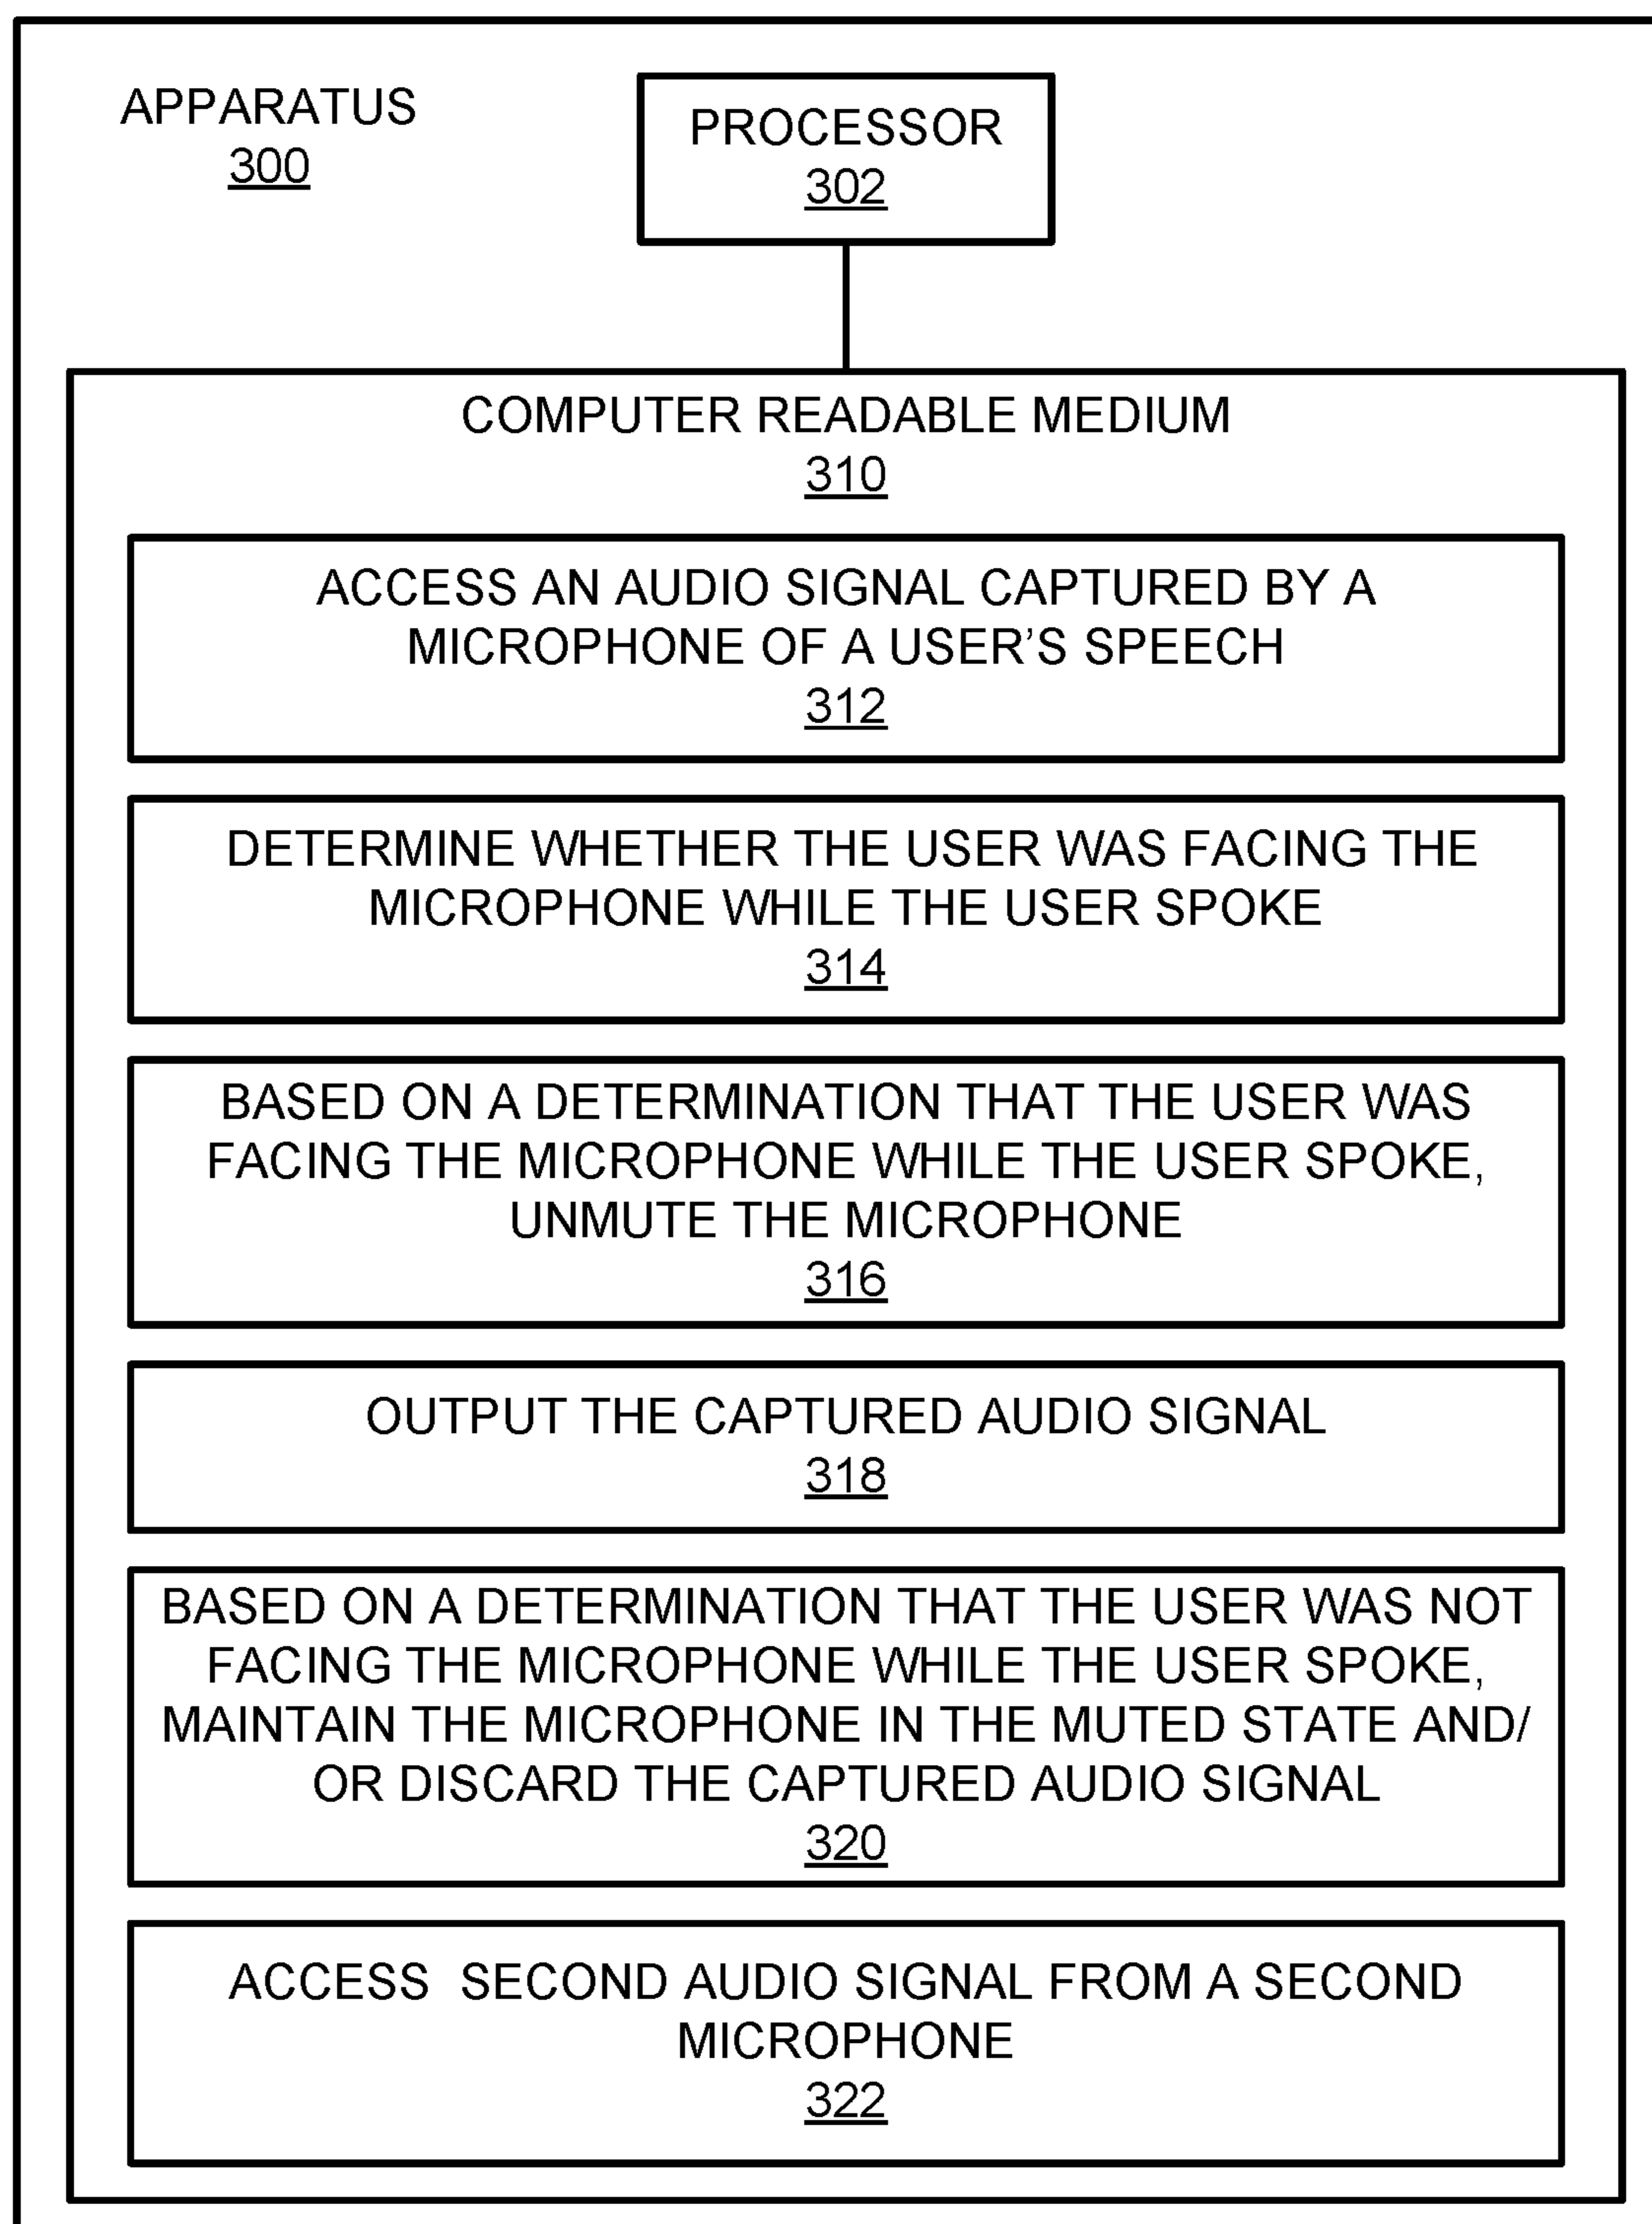 APPARATUS
300
PROCESSOR
302
COMPUTER READABLE MEDIUM
310
ACCESS AN AUDIO SIGNAL CAPTURED BY A
MICROPHONE OF A USER’S SPEECH
312
DETERMINE WHETHER THE USER WAS FACING THE
MICROPHONE WHILE THE USER SPOKE
314
BASED ON A DETERMINATION THAT THE USER WAS
FACING THE MICROPHONE WHILE THE USER SPOKE,
UNMUTE THE MICROPHONE
316
OUTPUT THE CAPTURED AUDIO SIGNAL
318
BASED ON A DETERMINATION THAT THE USER WAS NOT
FACING THE MICROPHONE WHILE THE USER SPOKE,
MAINTAIN THE MICROPHONE IN THE MUTED STATE AND/
OR DISCARD THE CAPTURED AUDIO SIGNAL
320
ACCESS  SECOND AUDIO SIGNAL FROM A SECOND
MICROPHONE
322